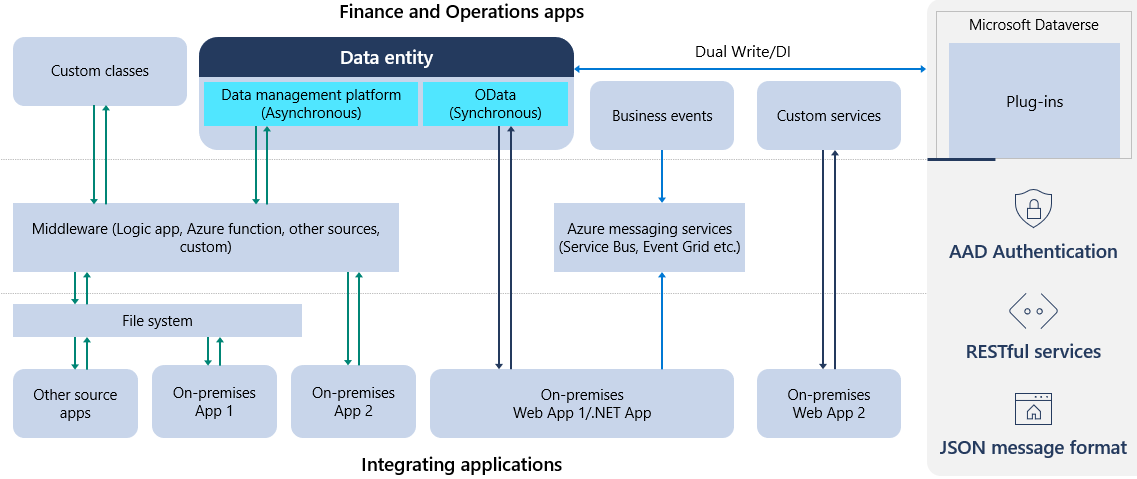 Finance and Operations apps
Custom classes
Data entity
Data management platform
(Asynchronous)
OData
(Synchronous)
Dual Write/DI
Business events
Custom services
Microsoft Dataverse
Plug-ins
Middleware (Logic app, Azure function, other sources,
custom)
Azure messaging services
(Service Bus, Event Grid etc.)
File system
Other source
apps
On-premises
App 1
On-premises
App 2
On-premises
Web App 1/.NET App
On-premises
Web App 2
Integrating applications
AAD Authentication
RESTful services
JSON message format